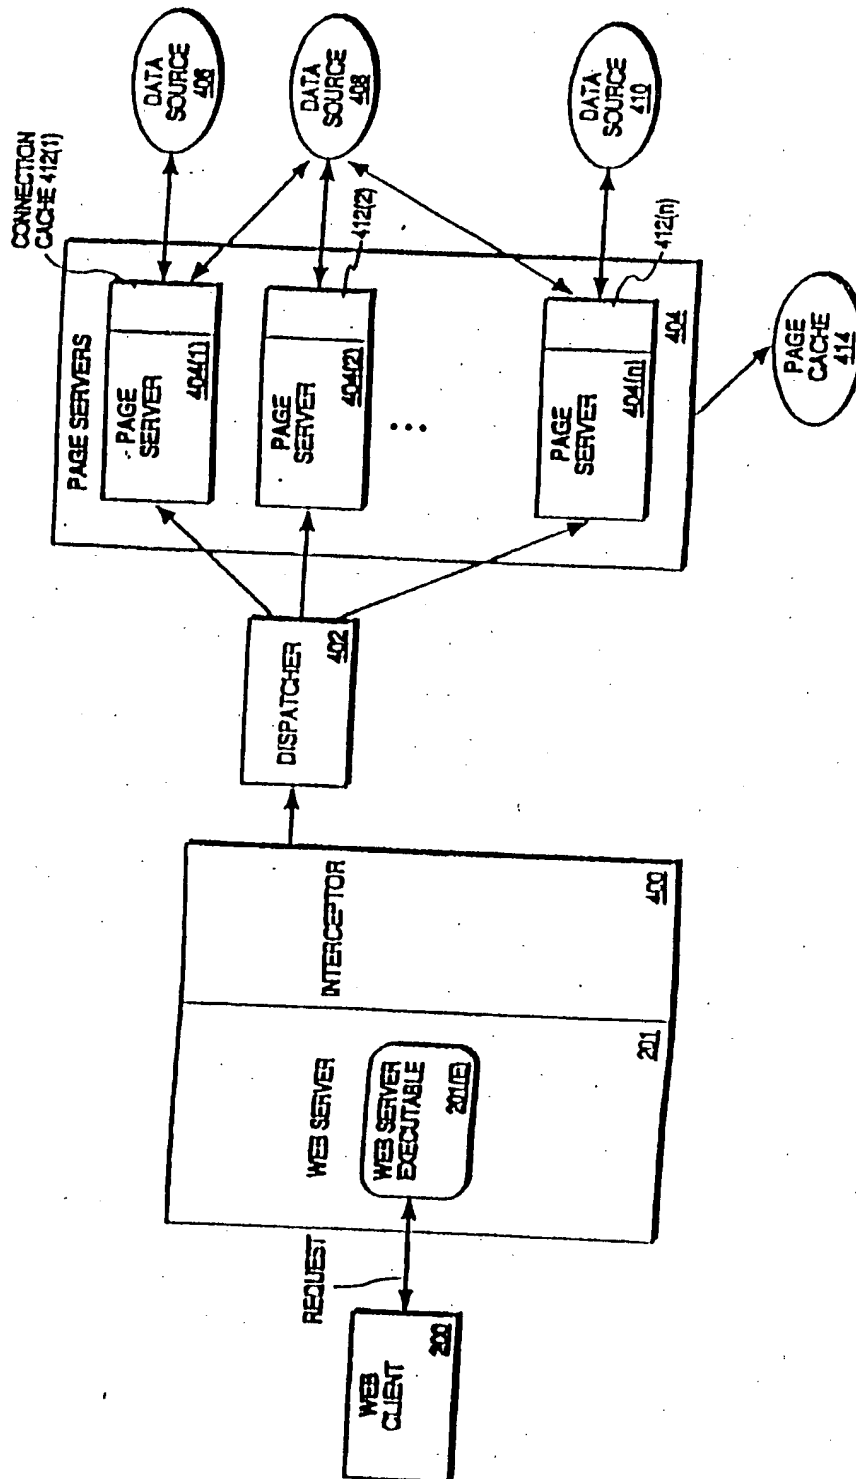 WEB
CLIENT
200
REQUEST
WEB SERVER
WEB SERVER
EXECUTABLE
201(E)
201
INTERCEPTOR
400
DISPATCHER
402
PAGE SERVERS
PAGE
SERVER
404(1)
PAGE
SERVER
404(2)
...
PAGE
SERVER
404(n)
404
CONNECTION
CACHE 412(1)
412(2)
412(n)
DATA
SOURCE
406
DATA
SOURCE
408
DATA
SOURCE
410
PAGE
CACHE
414